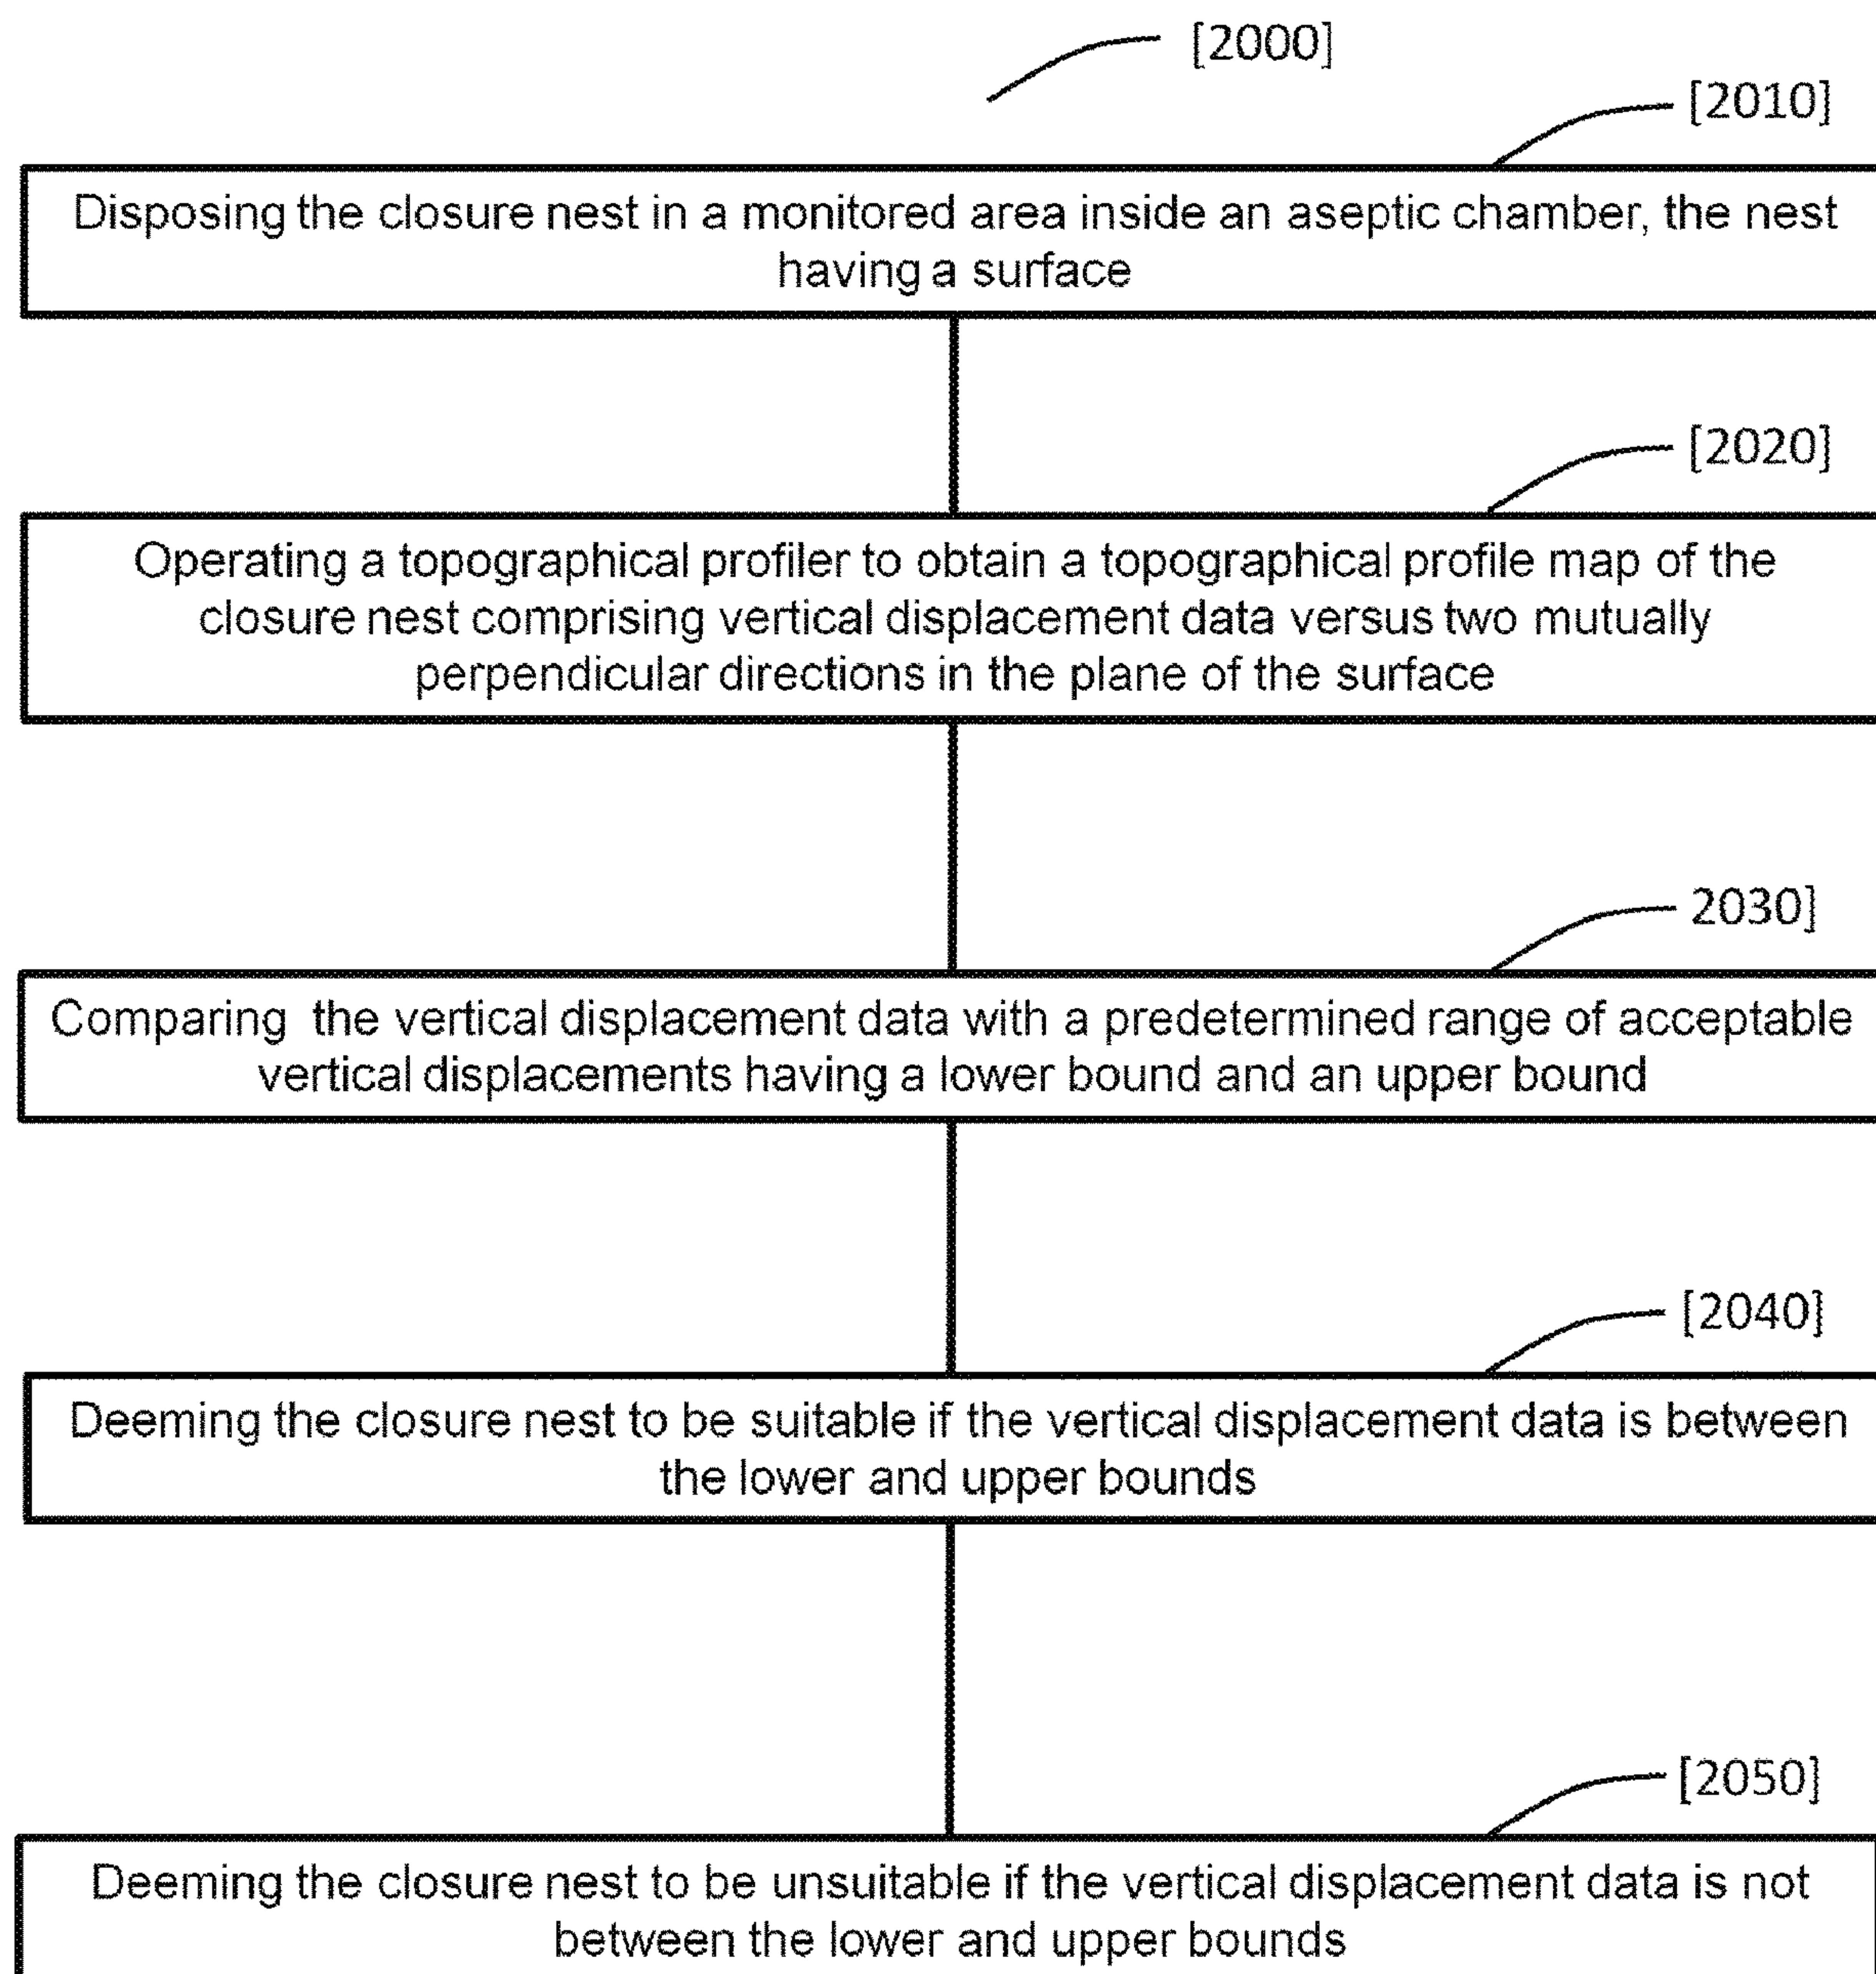 [2000]
[2010]
Disposing the closure nest in a monitored area inside an aseptic chamber, the nest
having a surface
[2020]
Operating a topographical profiler to obtain a topographical profile map of the
closure nest comprising vertical displacement data versus two mutually
perpendicular directions in the plane of the surface
2030]
Comparing the vertical displacement data with a predetermined range of acceptable
vertical displacements having a lower bound and an upper bound
[2040]
Deeming the closure nest to be suitable if the vertical displacement data is between
the lower and upper bounds
[2050]
Deeming the closure nest to be unsuitable if the vertical displacement data is not
between the lower and upper bounds